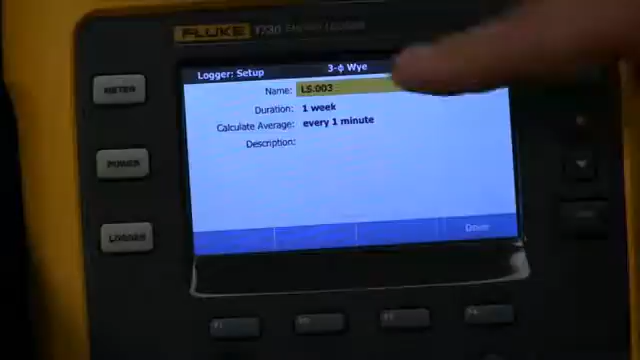 FLUKE 1730 ENERGY LOGGER
Logger: Setup 3-ϕ Wye
Name: LS.003
Duration: 1 week
Calculate Average: every 1 minute
Description:
Done
METER
POWER
LOGGER
F1
F3
F4